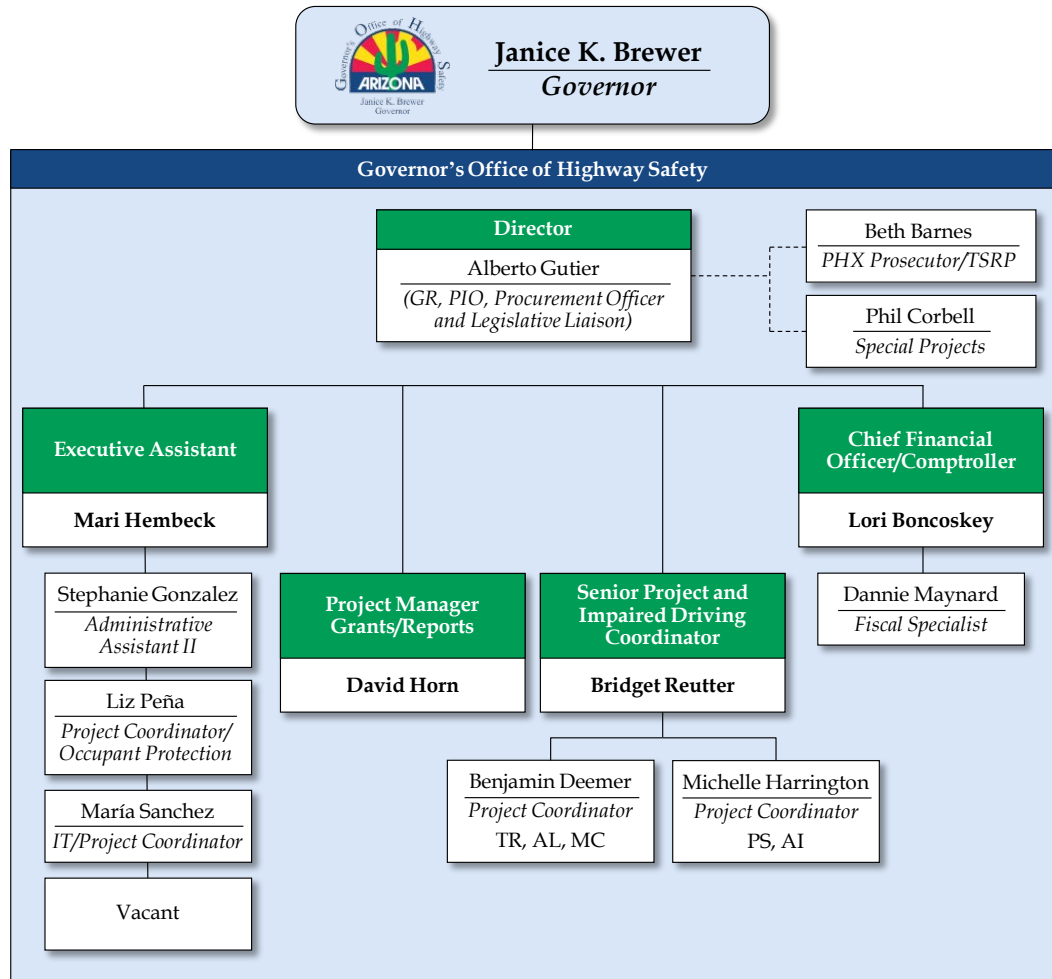 Governor's Office of Highway Safety
ARIZONA
Janice K. Brewer
Governor
Janice K. Brewer
Governor
Governor's Office of Highway Safety
Director
Alberto Gutier
(GR, PIO, Procurement Officer
and Legislative Liaison)
Beth Barnes
PHX Prosecutor/TSRP
Phil Corbell
Special Projects
Executive Assistant
Mari Hembeck
Chief Financial
Officer/Comptroller
Lori Boncoskey
Stephanie Gonzalez
Administrative
Assistant II
Liz Peña
Project Coordinator/
Occupant Protection
María Sanchez
IT/Project Coordinator
Vacant
Project Manager
Grants/Reports
David Horn
Senior Project and
Impaired Driving
Coordinator
Bridget Reutter
Benjamin Deemer
Project Coordinator
TR, AL, MC
Michelle Harrington
Project Coordinator
PS, AI
Dannie Maynard
Fiscal Specialist